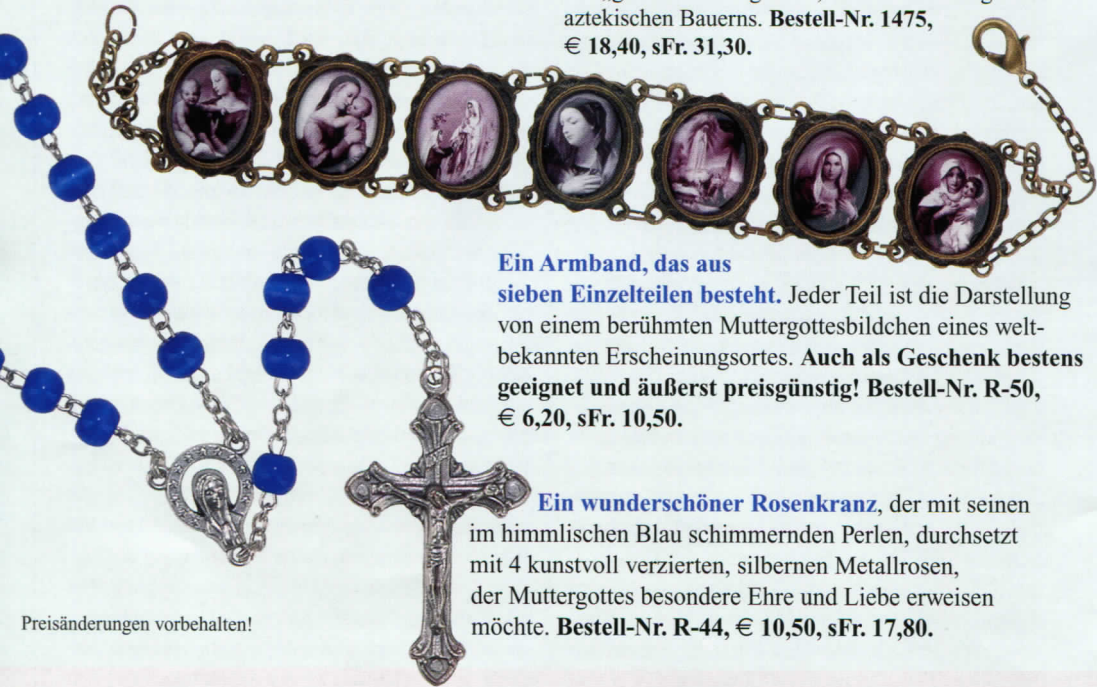 aztekischen Bauerns. Bestell-Nr. 1475,
€ 18,40, sFr. 31,30.
Ein Armband, das aus
sieben Einzelteilen besteht. Jeder Teil ist die Darstellung
von einem berühmten Muttergottesbildchen eines welt-
bekannten Erscheinungsortes. Auch als Geschenk bestens
geeignet und äußerst preisgünstig! Bestell-Nr. R-50,
€ 6,20, sFr. 10,50.
Ein wunderschöner Rosenkranz, der mit seinen
im himmlischen Blau schimmernden Perlen, durchsetzt
mit 4 kunstvoll verzierten, silbernen Metallrosen,
der Muttergottes besondere Ehre und Liebe erweisen
möchte. Bestell-Nr. R-44, € 10,50, sFr. 17,80.
Preisänderungen vorbehalten!